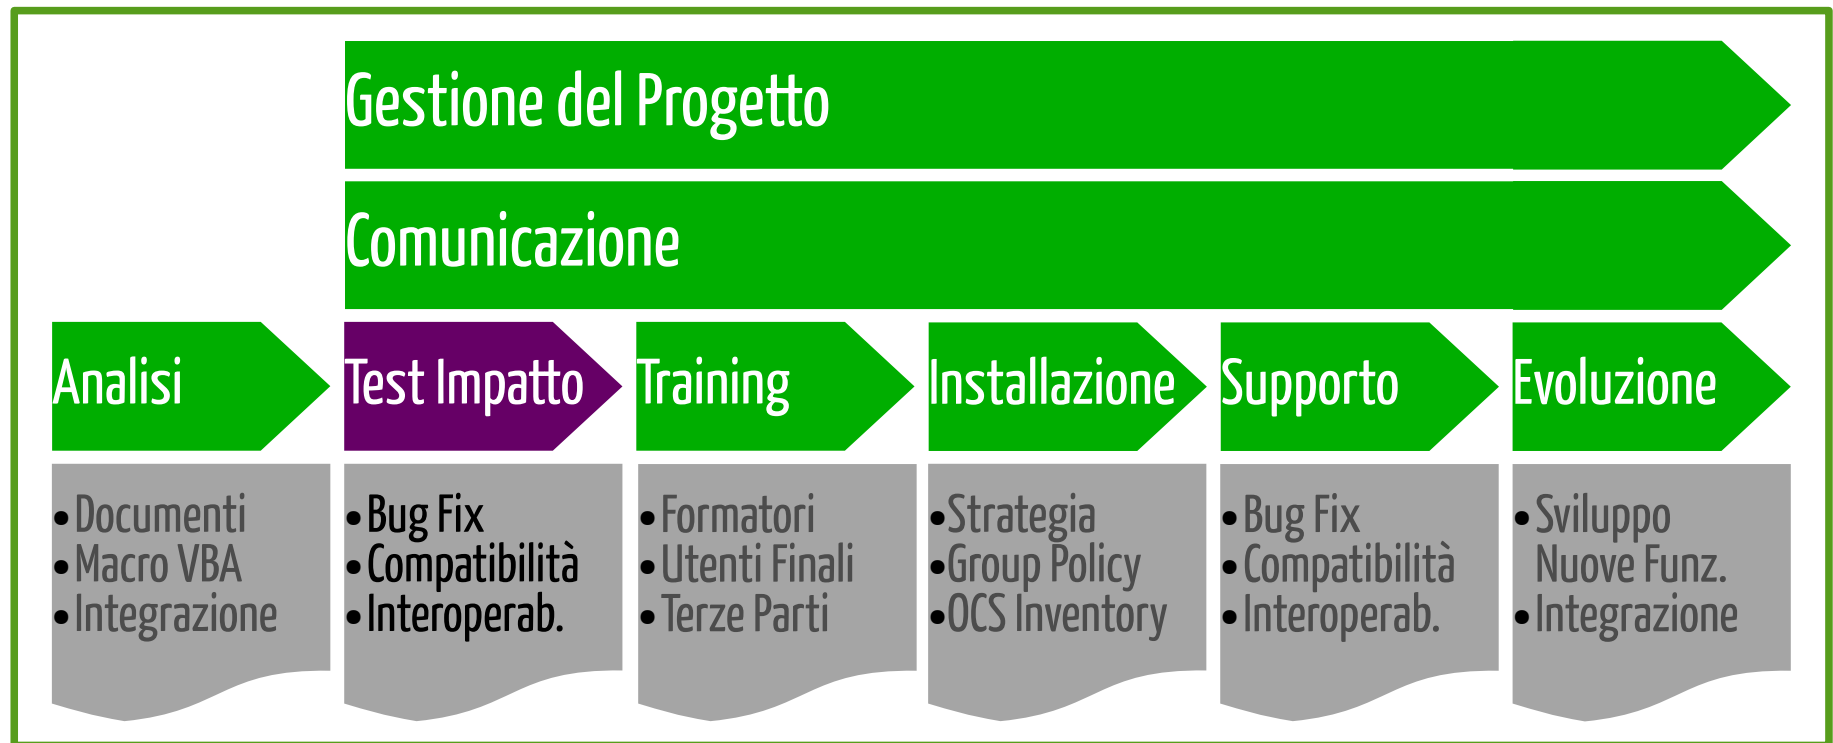 Gestione del Progetto
Comunicazione
Analisi
Test Impatto
Training
Installazione
Supporto
Evoluzione
•Documenti
•Macro VBA
•Integrazione
•Bug Fix
•Compatibilità
•Interoperab.
•Formatori
•Utenti Finali
•Terze Parti
•Strategia
•Group Policy
•OCS Inventory
•Bug Fix
•Compatibilità
•Interoperab.
•Sviluppo
Nuove Funz.
•Integrazione